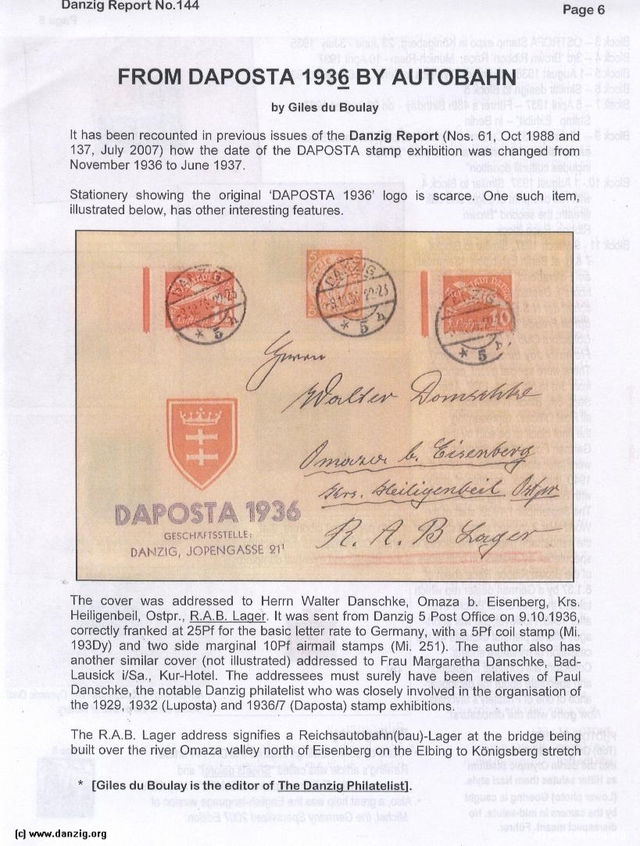 Danzig Report No.144
Page 6
FROM DAPOSTA 1936 BY AUTOBAHN
by Giles du Boulay
It has been recounted in previous issues of the Danzig Report (Nos. 61, Oct 1988 and
137, July 2007) how the date of the DAPOSTA stamp exhibition was changed from
November 1936 to June 1937.
Stationery showing the original 'DAPOSTA 1936' logo is scarce. One such item,
illustrated below, has other interesting features.
DANZIG
DANZIG
DANZIG
Herrn
Walter Domschke
Omaza b. Eisenberg
Krs. Heiligenbeil Ostpr
R. A. B Lager
DAPOSTA 1936
GESCHÄFTSSTELLE:
DANZIG, JOPENGASSE 21¹
The cover was addressed to Herrn Walter Danschke, Omaza b. Eisenberg, Krs.
Heiligenbeil, Ostpr., R.A.B. Lager. It was sent from Danzig 5 Post Office on 9.10.1936,
correctly franked at 25Pf for the basic letter rate to Germany, with a 5Pf coil stamp (Mi.
193Dy) and two side marginal 10Pf airmail stamps (Mi. 251). The author also has
another similar cover (not illustrated) addressed to Frau Margaretha Danschke, Bad-
Lausick i/Sa., Kur-Hotel. The addressees must surely have been relatives of Paul
Danschke, the notable Danzig philatelist who was closely involved in the organisation of
the 1929, 1932 (Luposta) and 1936/7 (Daposta) stamp exhibitions.
The R.A.B. Lager address signifies a Reichsautobahn(bau)-Lager at the bridge being
built over the river Omaza valley north of Eisenberg on the Elbing to Königsberg stretch
* [Giles du Boulay is the editor of The Danzig Philatelist].
(c) www.danzig.org